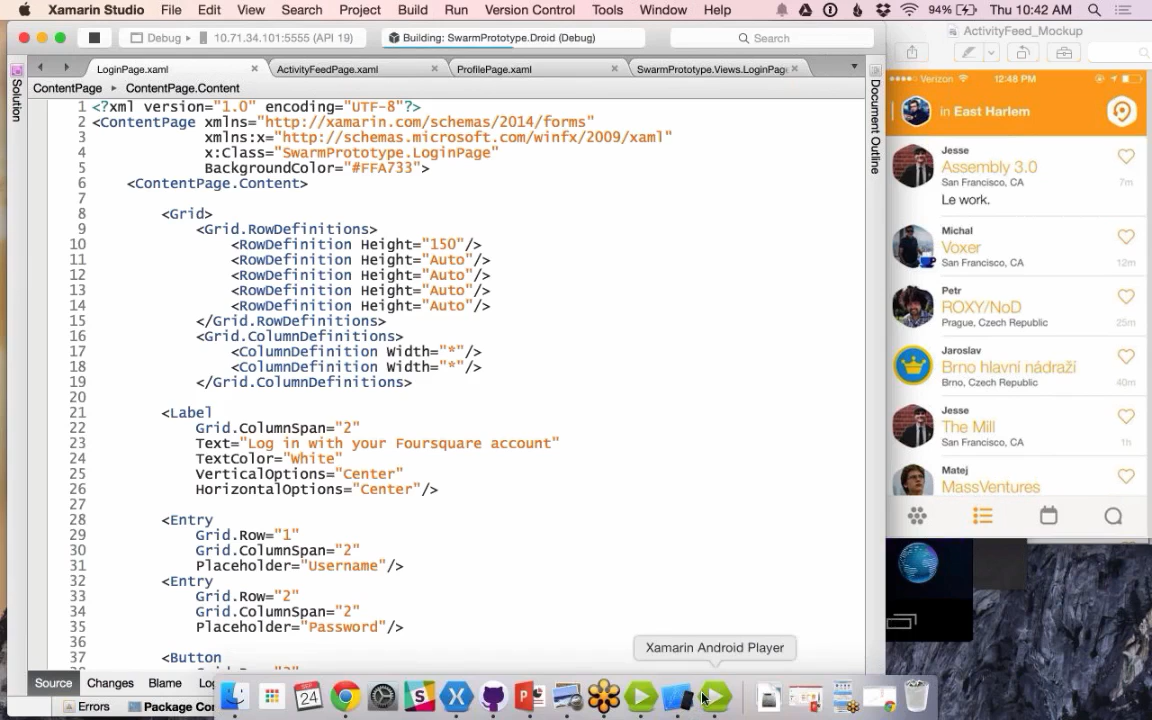 Xamarin Studio File Edit View Search Project Build Run Version Control Tools Window Help 94% Thu 10:42 AM
Debug 10.71.34.101:5555 (API 19) Building: SwarmPrototype.Droid (Debug) Search
LoginPage.xaml ActivityFeedPage.xaml ProfilePage.xaml SwarmPrototype.Views.LoginPag
ContentPage ContentPage.Content
Solution
Document Outline
1 <?xml version="1.0" encoding="UTF-8"?>
2 <ContentPage xmlns="http://xamarin.com/schemas/2014/forms"
3 xmlns:x="http://schemas.microsoft.com/winfx/2009/xaml"
4 x:Class="SwarmPrototype.LoginPage"
5 BackgroundColor="#FFA733">
6 <ContentPage.Content>
7
8 <Grid>
9 <Grid.RowDefinitions>
10 <RowDefinition Height="150"/>
11 <RowDefinition Height="Auto"/>
12 <RowDefinition Height="Auto"/>
13 <RowDefinition Height="Auto"/>
14 <RowDefinition Height="Auto"/>
15 </Grid.RowDefinitions>
16 <Grid.ColumnDefinitions>
17 <ColumnDefinition Width="*"/>
18 <ColumnDefinition Width="*"/>
19 </Grid.ColumnDefinitions>
20
21 <Label
22 Grid.ColumnSpan="2"
23 Text="Log in with your Foursquare account"
24 TextColor="White"
25 VerticalOptions="Center"
26 HorizontalOptions="Center"/>
27
28 <Entry
29 Grid.Row="1"
30 Grid.ColumnSpan="2"
31 Placeholder="Username"/>
32 <Entry
33 Grid.Row="2"
34 Grid.ColumnSpan="2"
35 Placeholder="Password"/>
36
37 <Button
Source Changes Blame Lo
Errors Package Co
Xamarin Android Player
24
ActivityFeed_Mockup
Verizon 12:48 PM
in East Harlem
Jesse
Assembly 3.0
San Francisco, CA 7m
Le work.
Michal
Voxer
San Francisco, CA 12m
Petr
ROXY/NoD
Prague, Czech Republic 25m
Jaroslav
Brno hlavní nádraží
Brno, Czech Republic 40m
Jesse
The Mill
San Francisco, CA 1h
Matej
MassVentures